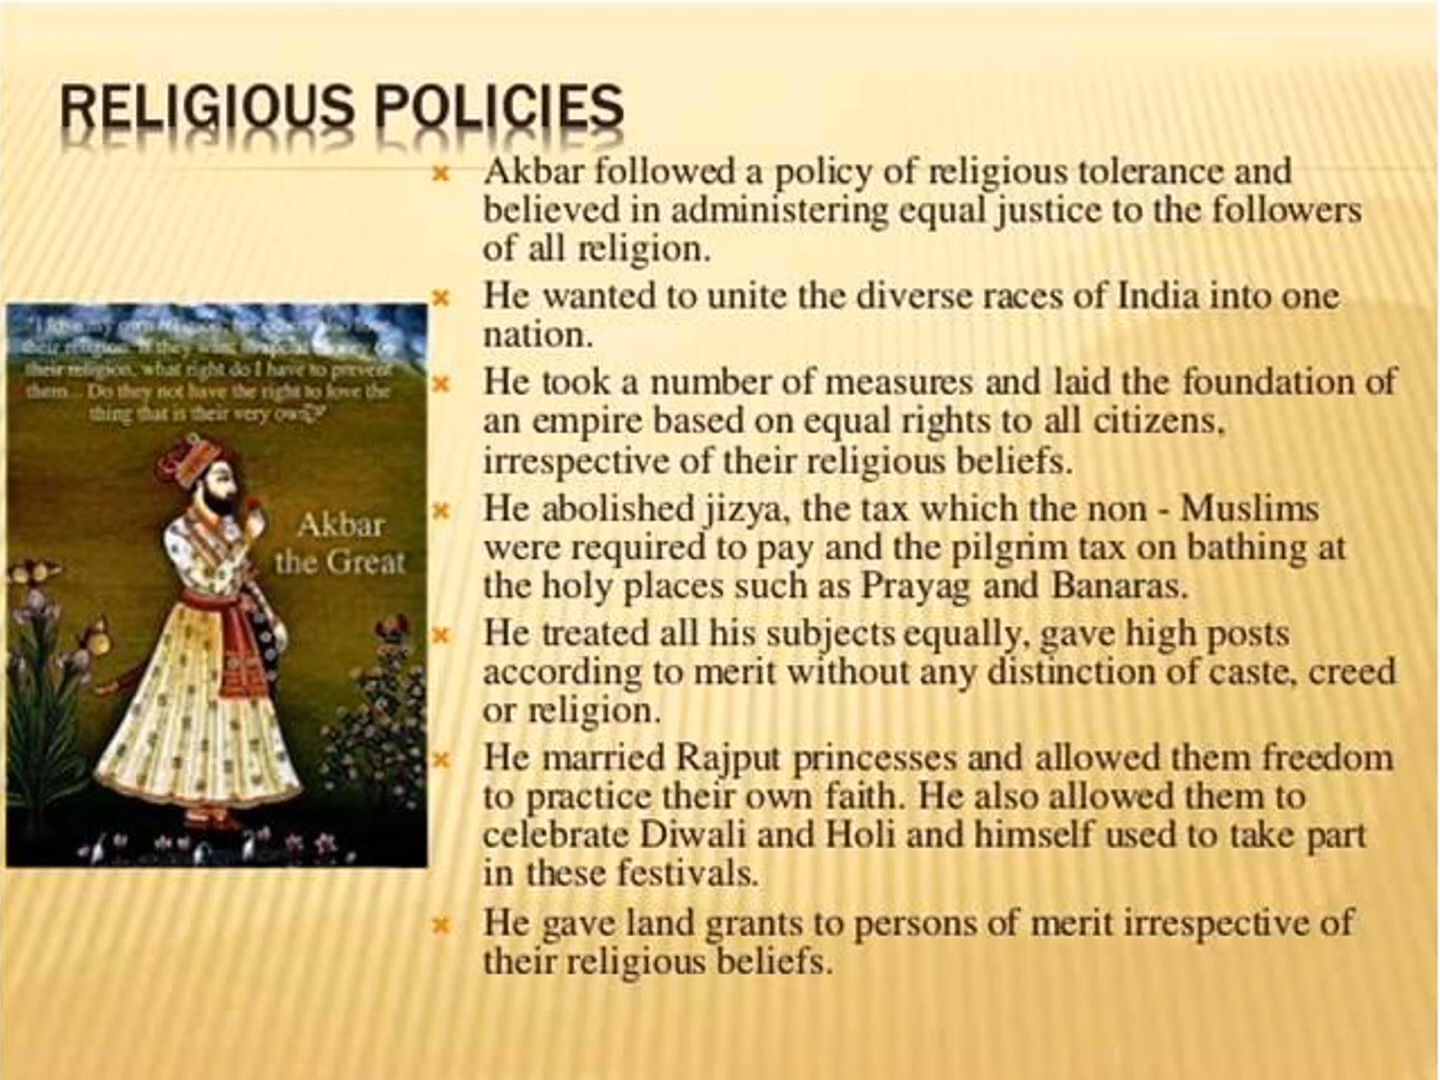 RELIGIOUS POLICIES
Akbar followed a policy of religious tolerance and
believed in administering equal justice to the followers
of all religion.
He wanted to unite the diverse races of India into one
nation.
He took a number of measures and laid the foundation of
an empire based on equal rights to all citizens,
irrespective of their religious beliefs.
He abolished jizya, the tax which the non - Muslims
were required to pay and the pilgrim tax on bathing at
the holy places such as Prayag and Banaras.
He treated all his subjects equally, gave high posts
according to merit without any distinction of caste, creed
or religion.
He married Rajput princesses and allowed them freedom
to practice their own faith. He also allowed them to
celebrate Diwali and Holi and himself used to take part
in these festivals.
He gave land grants to persons of merit irrespective of
their religious beliefs.
my own religion
their religion. If they
their religion, what right do I have to prevent
them... Do they not have the right to love the
thing that is their very own?"
Akbar
the Great